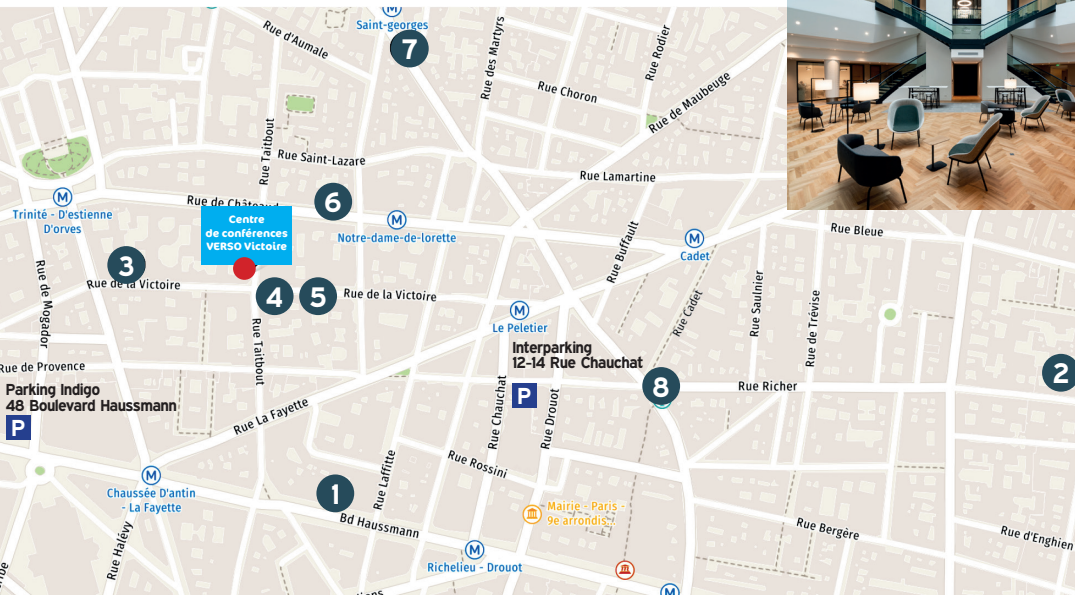 Saint-georges
7
Rue d'Aumale
Rue des Martyrs
Rue Rodier
Rue Choron
Rue de Maubeuge
Rue Taitbout
Rue Saint-Lazare
Rue Lamartine
M
Trinité - D'estienne
D'orves
Rue de Château
6
M
Notre-dame-de-lorette
Centre
de conférences
VERSO Victoire
Rue Buffault
M
Cadet
Rue Bleue
3
Rue de la Victoire
4
5
Rue de la Victoire
Rue de Mogador
Rue Taitbout
M
Le Peletier
Rue Cadet
Rue Saulnier
Rue de Trévise
Interparking
12-14 Rue Chauchat
P
Rue de Provence
Parking Indigo
48 Boulevard Haussmann
P
8
Rue Richer
2
Rue La Fayette
Rue Chauchat
Rue Drouot
M
Chaussée D'antin
- La Fayette
1
Rue Laffitte
Rue Rossini
Bd Haussmann
Mairie - Paris -
9e arrondis...
Rue Halévy
M
Richelieu - Drouot
Rue Bergère
Rue d'Enghien
M